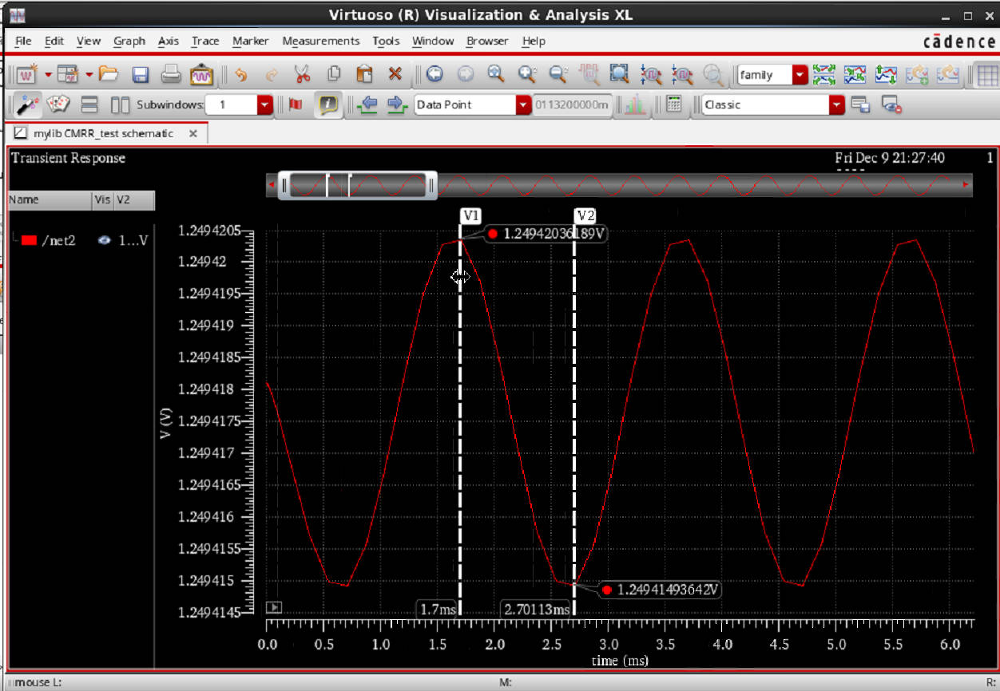 Virtuoso (R) Visualization & Analysis XL
File Edit View Graph Axis Trace Marker Measurements Tools Window Browser Help cādence
family
Subwindows: 1 Data Point 0113200000m Classic
mylib CMRR_test schematic
Transient Response Fri Dec 9 21:27:40 1
Name Vis V2
/net2 1...V
V1 V2
1.24942036189V
1.2494205
1.24942
1.2494195
1.249419
1.2494185
1.249418
1.2494175
1.249417
1.2494165
1.249416
1.2494155
1.249415
1.2494145
V (V)
1.24941493642V
1.7ms 2.70113ms
0.0 0.5 1.0 1.5 2.0 2.5 3.0 3.5 4.0 4.5 5.0 5.5 6.0
time (ms)
mouse L: M: R: